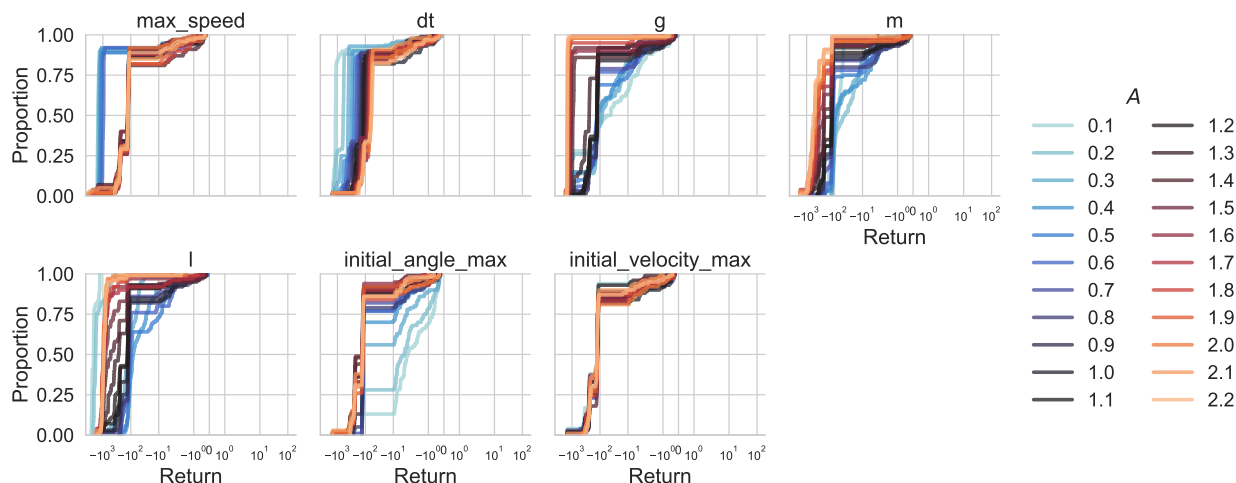 max_speed
dt
g
m
Proportion
1.00
0.75
0.50
0.25
0.00
−10³ −10² −10¹ −10⁰ 0 10⁰ 10¹ 10²
Return
l
initial_angle_max
initial_velocity_max
Proportion
1.00
0.75
0.50
0.25
0.00
−10³ −10² −10¹ −10⁰ 0 10⁰ 10¹ 10²
Return
−10³ −10² −10¹ −10⁰ 0 10⁰ 10¹ 10²
Return
−10³ −10² −10¹ −10⁰ 0 10⁰ 10¹ 10²
Return
A
0.1
0.2
0.3
0.4
0.5
0.6
0.7
0.8
0.9
1.0
1.1
1.2
1.3
1.4
1.5
1.6
1.7
1.8
1.9
2.0
2.1
2.2